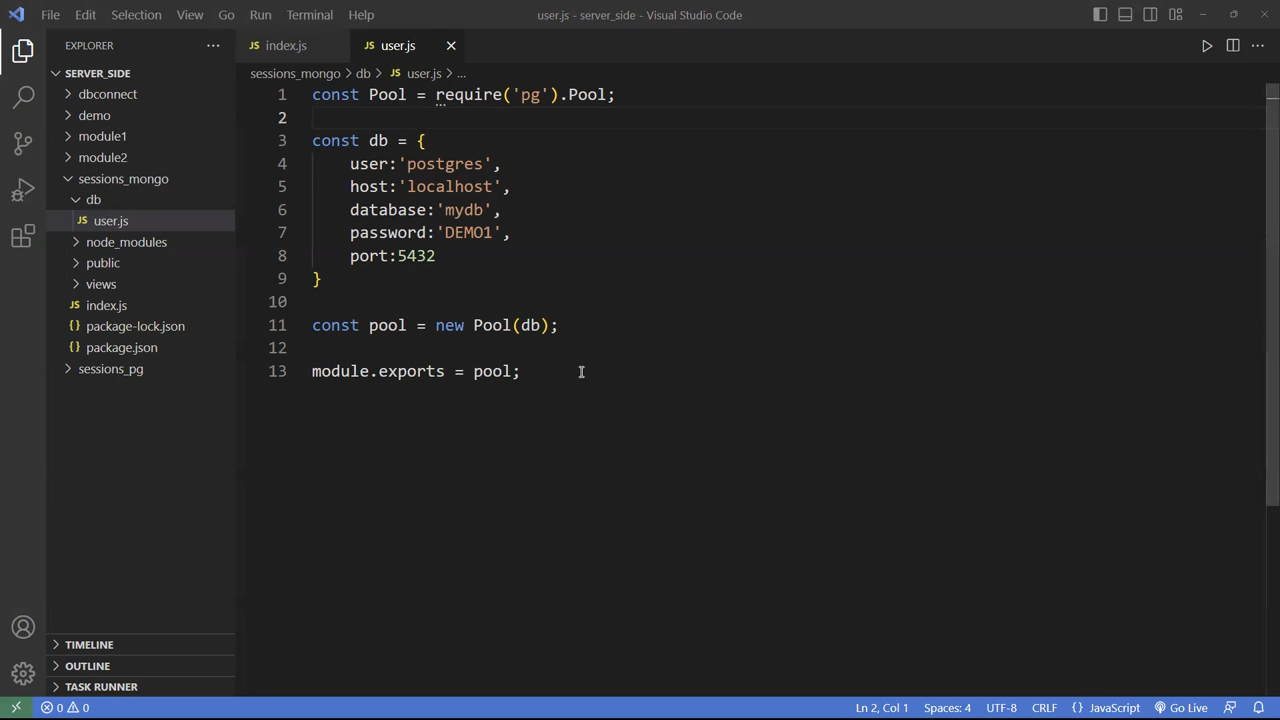 File Edit Selection View Go Run Terminal Help user.js - server_side - Visual Studio Code
EXPLORER
SERVER_SIDE
dbconnect
demo
module1
module2
sessions_mongo
db
JS user.js
node_modules
public
views
JS index.js
{} package-lock.json
{} package.json
sessions_pg
TIMELINE
OUTLINE
TASK RUNNER
JS index.js JS user.js
sessions_mongo > db > JS user.js > ...
1 const Pool = require('pg').Pool;
2
3 const db = {
4 user:'postgres',
5 host:'localhost',
6 database:'mydb',
7 password:'DEMO1',
8 port:5432
9 }
10
11 const pool = new Pool(db);
12
13 module.exports = pool;
0 0 Ln 2, Col 1 Spaces: 4 UTF-8 CRLF {} JavaScript Go Live